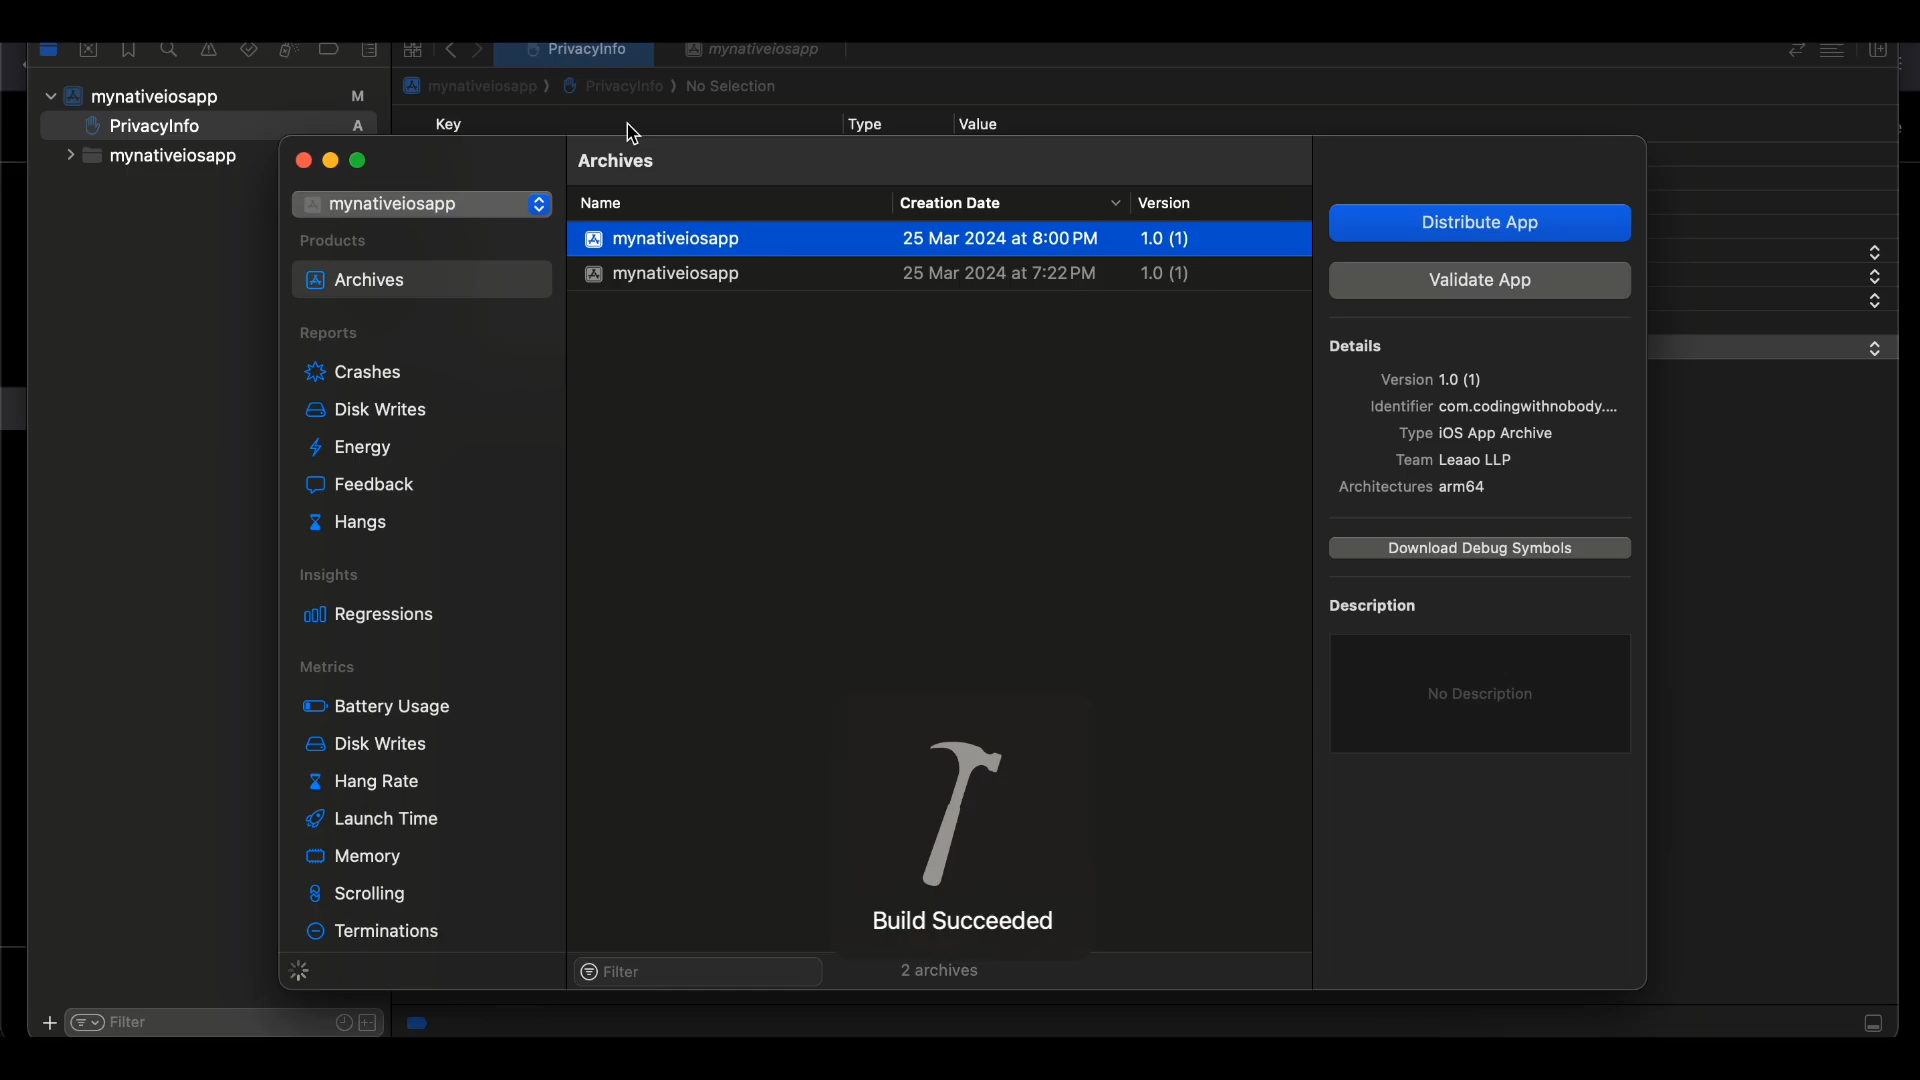 PrivacyInfo mynativeiosapp
mynativeiosapp M
mynativeiosapp PrivacyInfo No Selection
PrivacyInfo A
Key Type Value
mynativeiosapp
Archives
mynativeiosapp
Name Creation Date Version
Products
mynativeiosapp 25 Mar 2024 at 8:00 PM 1.0 (1)
mynativeiosapp 25 Mar 2024 at 7:22 PM 1.0 (1)
Archives
Reports
Crashes
Disk Writes
Energy
Feedback
Hangs
Insights
Regressions
Metrics
Battery Usage
Disk Writes
Hang Rate
Launch Time
Memory
Scrolling
Terminations
Distribute App
Validate App
Details
Version 1.0 (1)
Identifier com.codingwithnobody....
Type iOS App Archive
Team Leaao LLP
Architectures arm64
Download Debug Symbols
Description
No Description
Build Succeeded
Filter 2 archives
Filter